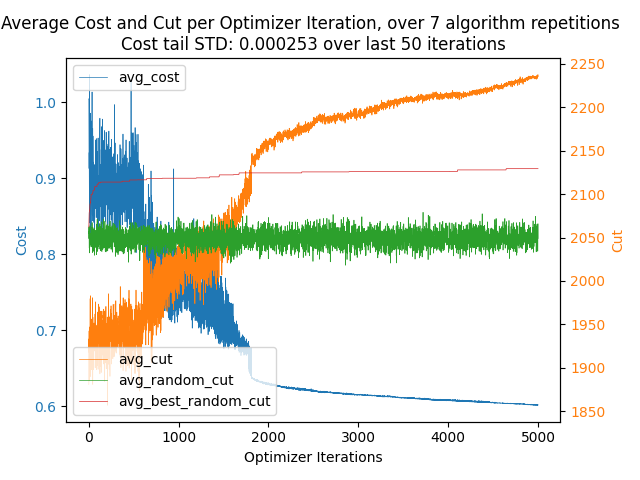 Average Cost and Cut per Optimizer Iteration, over 7 algorithm repetitions
Cost tail STD: 0.000253 over last 50 iterations
avg_cost
1.0
0.9
0.8
0.7
0.6
Cost
2250
2200
2150
2100
2050
2000
1950
1900
1850
Cut
avg_cut
avg_random_cut
avg_best_random_cut
0
1000
2000
3000
4000
5000
Optimizer Iterations